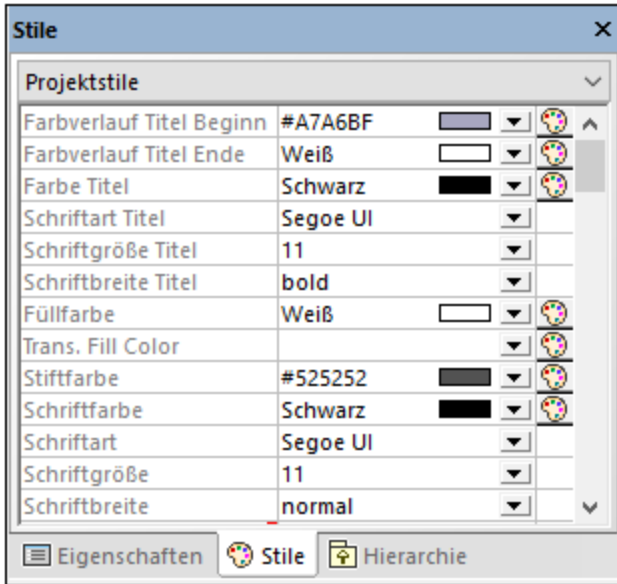 Stile
Projektstile
Farbverlauf Titel Beginn #A7A6BF
Farbverlauf Titel Ende Weiß
Farbe Titel Schwarz
Schriftart Titel Segoe UI
Schriftgröße Titel 11
Schriftbreite Titel bold
Füllfarbe Weiß
Trans. Fill Color
Stiftfarbe #525252
Schriftfarbe Schwarz
Schriftart Segoe UI
Schriftgröße 11
Schriftbreite normal
Eigenschaften Stile Hierarchie